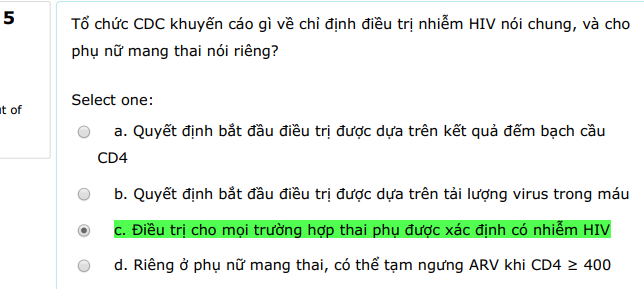 5
Tổ chức CDC khuyến cáo gì về chỉ định điều trị nhiễm HIV nói chung, và cho
phụ nữ mang thai nói riêng?
Select one:
t of
a. Quyết định bắt đầu điều trị được dựa trên kết quả đếm bạch cầu
CD4
b. Quyết định bắt đầu điều trị được dựa trên tải lượng virus trong máu
c. Điều trị cho mọi trường hợp thai phụ được xác định có nhiễm HIV
d. Riêng ở phụ nữ mang thai, có thể tạm ngưng ARV khi CD4 ≥ 400